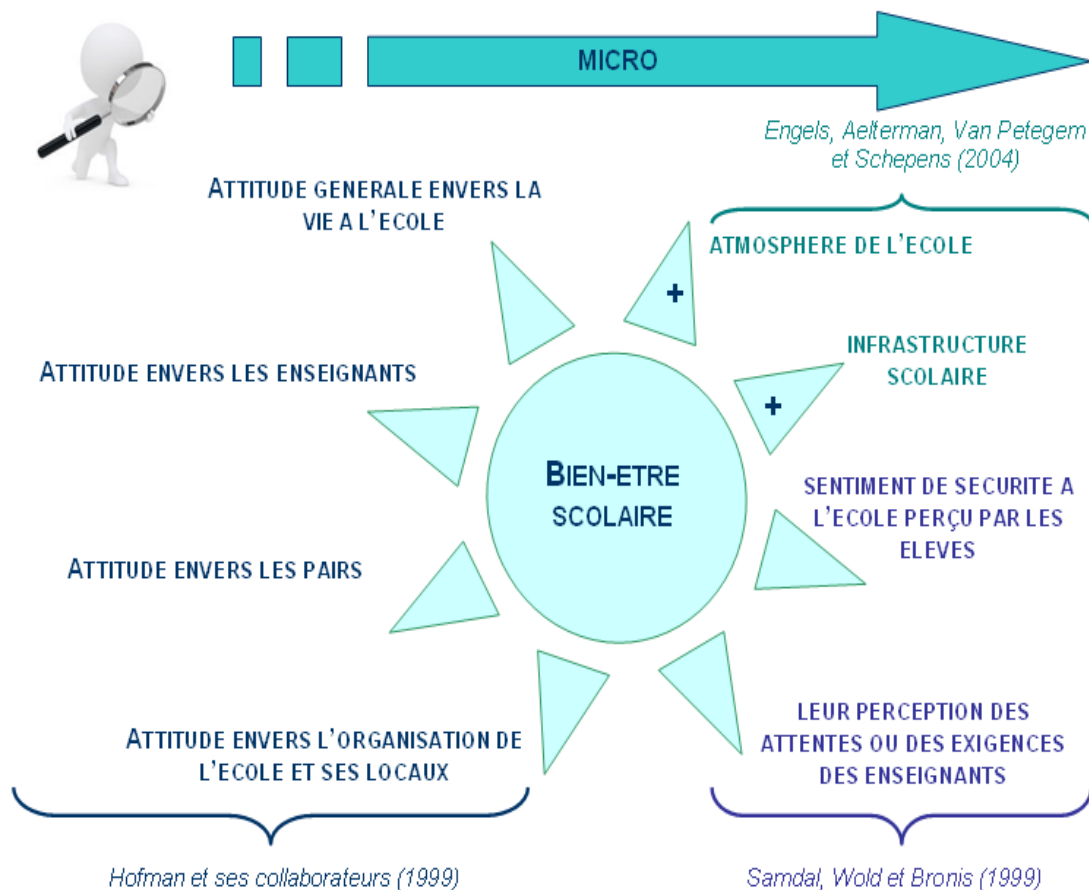 MICRO
Engels, Aelterman, Van Petegem
et Schepens (2004)
ATTITUDE GENERALE ENVERS LA
VIE A L'ECOLE
ATMOSPHERE DE L'ECOLE
+
INFRASTRUCTURE
SCOLAIRE
+
ATTITUDE ENVERS LES ENSEIGNANTS
BIEN-ETRE
SCOLAIRE
SENTIMENT DE SECURITE A
L'ECOLE PERÇU PAR LES
ELEVES
ATTITUDE ENVERS LES PAIRS
ATTITUDE ENVERS L'ORGANISATION DE
L'ECOLE ET SES LOCAUX
LEUR PERCEPTION DES
ATTENTES OU DES EXIGENCES
DES ENSEIGNANTS
Hofman et ses collaborateurs (1999)
Samdal, Wold et Bronis (1999)